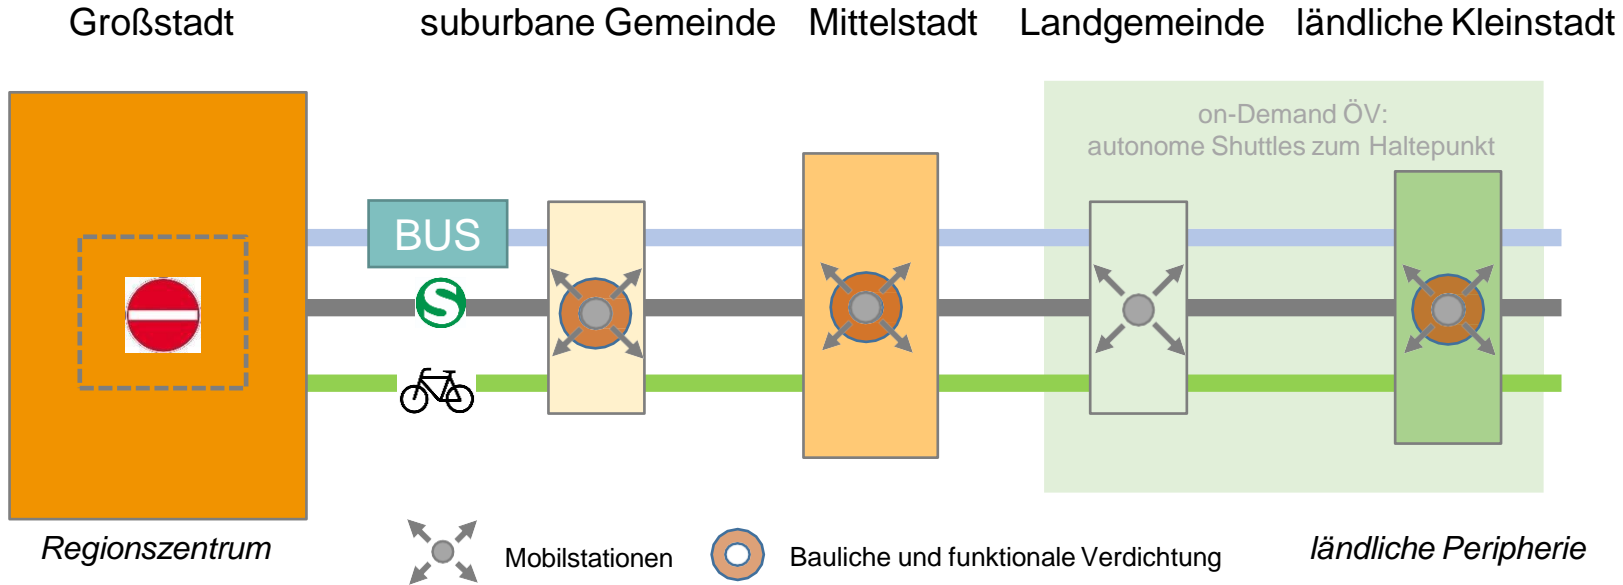 Großstadt
suburbane Gemeinde
Mittelstadt
Landgemeinde
ländliche Kleinstadt
on-Demand ÖV:
autonome Shuttles zum Haltepunkt
BUS
S
Regionszentrum
Mobilstationen
Bauliche und funktionale Verdichtung
ländliche Peripherie